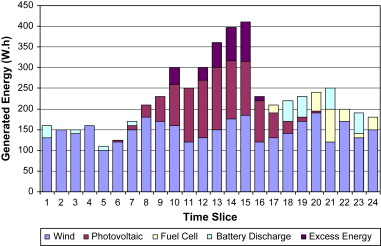 Generated Energy (W.h)
450
400
350
300
250
200
150
100
50
0
1 2 3 4 5 6 7 8 9 10 11 12 13 14 15 16 17 18 19 20 21 22 23 24
Time Slice
Wind Photovoltaic Fuel Cell Battery Discharge Excess Energy